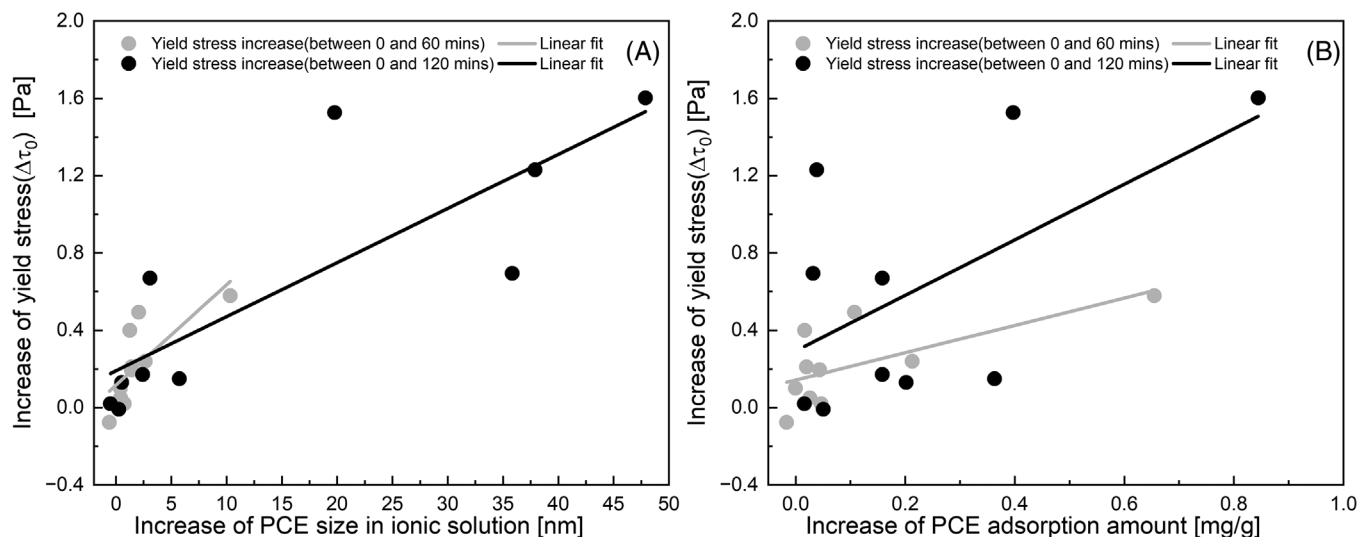 Yield stress increase(between 0 and 60 mins) Linear fit (A)
Yield stress increase(between 0 and 120 mins) Linear fit
Increase of yield stress(Δτ0) [Pa]
2.0
1.6
1.2
0.8
0.4
0.0
−0.4
0 5 10 15 20 25 30 35 40 45 50
Increase of PCE size in ionic solution [nm]
Yield stress increase(between 0 and 60 mins) Linear fit (B)
Yield stress increase(between 0 and 120 mins) Linear fit
Increase of yield stress(Δτ0) [Pa]
2.0
1.6
1.2
0.8
0.4
0.0
−0.4
0.0 0.2 0.4 0.6 0.8 1.0
Increase of PCE adsorption amount [mg/g]